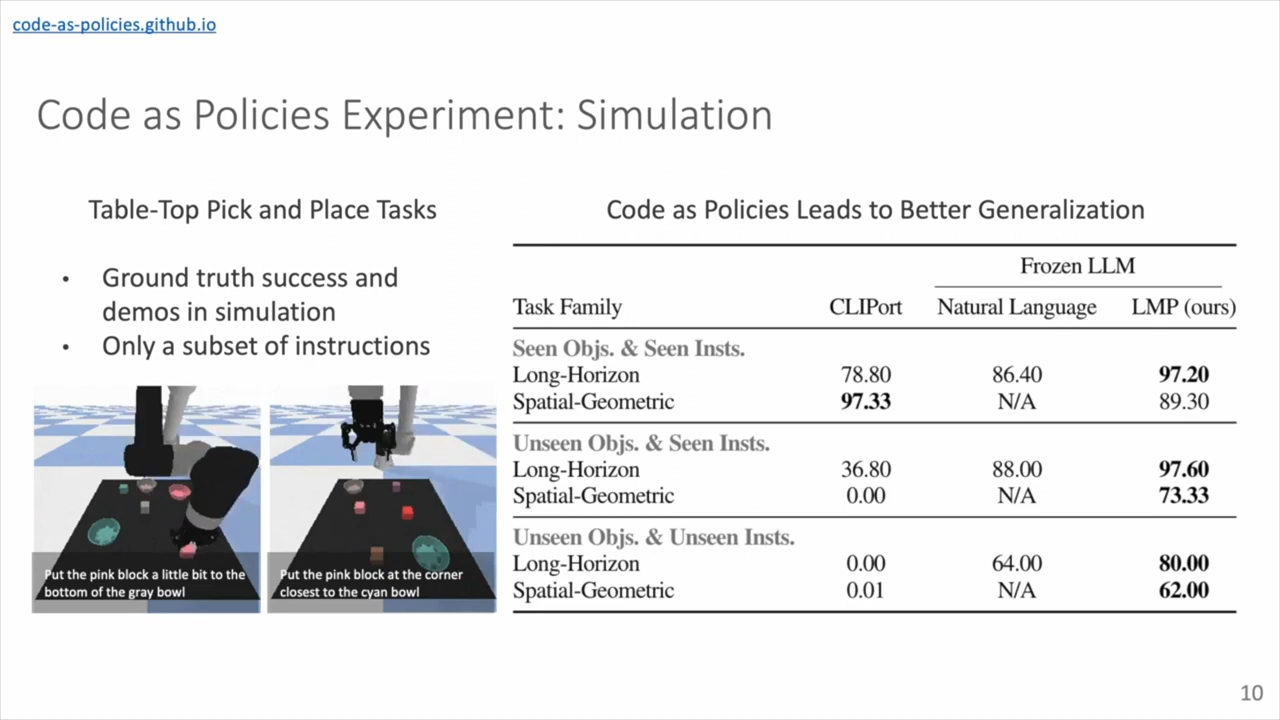 code-as-policies.github.io
Code as Policies Experiment: Simulation
Table-Top Pick and Place Tasks
• Ground truth success and
demos in simulation
• Only a subset of instructions
Put the pink block a little bit to the
bottom of the gray bowl
Put the pink block at the corner
closest to the cyan bowl
Code as Policies Leads to Better Generalization
Frozen LLM
Task Family CLIPort Natural Language LMP (ours)
Seen Objs. & Seen Insts.
Long-Horizon 78.80 86.40 97.20
Spatial-Geometric 97.33 N/A 89.30
Unseen Objs. & Seen Insts.
Long-Horizon 36.80 88.00 97.60
Spatial-Geometric 0.00 N/A 73.33
Unseen Objs. & Unseen Insts.
Long-Horizon 0.00 64.00 80.00
Spatial-Geometric 0.01 N/A 62.00
10